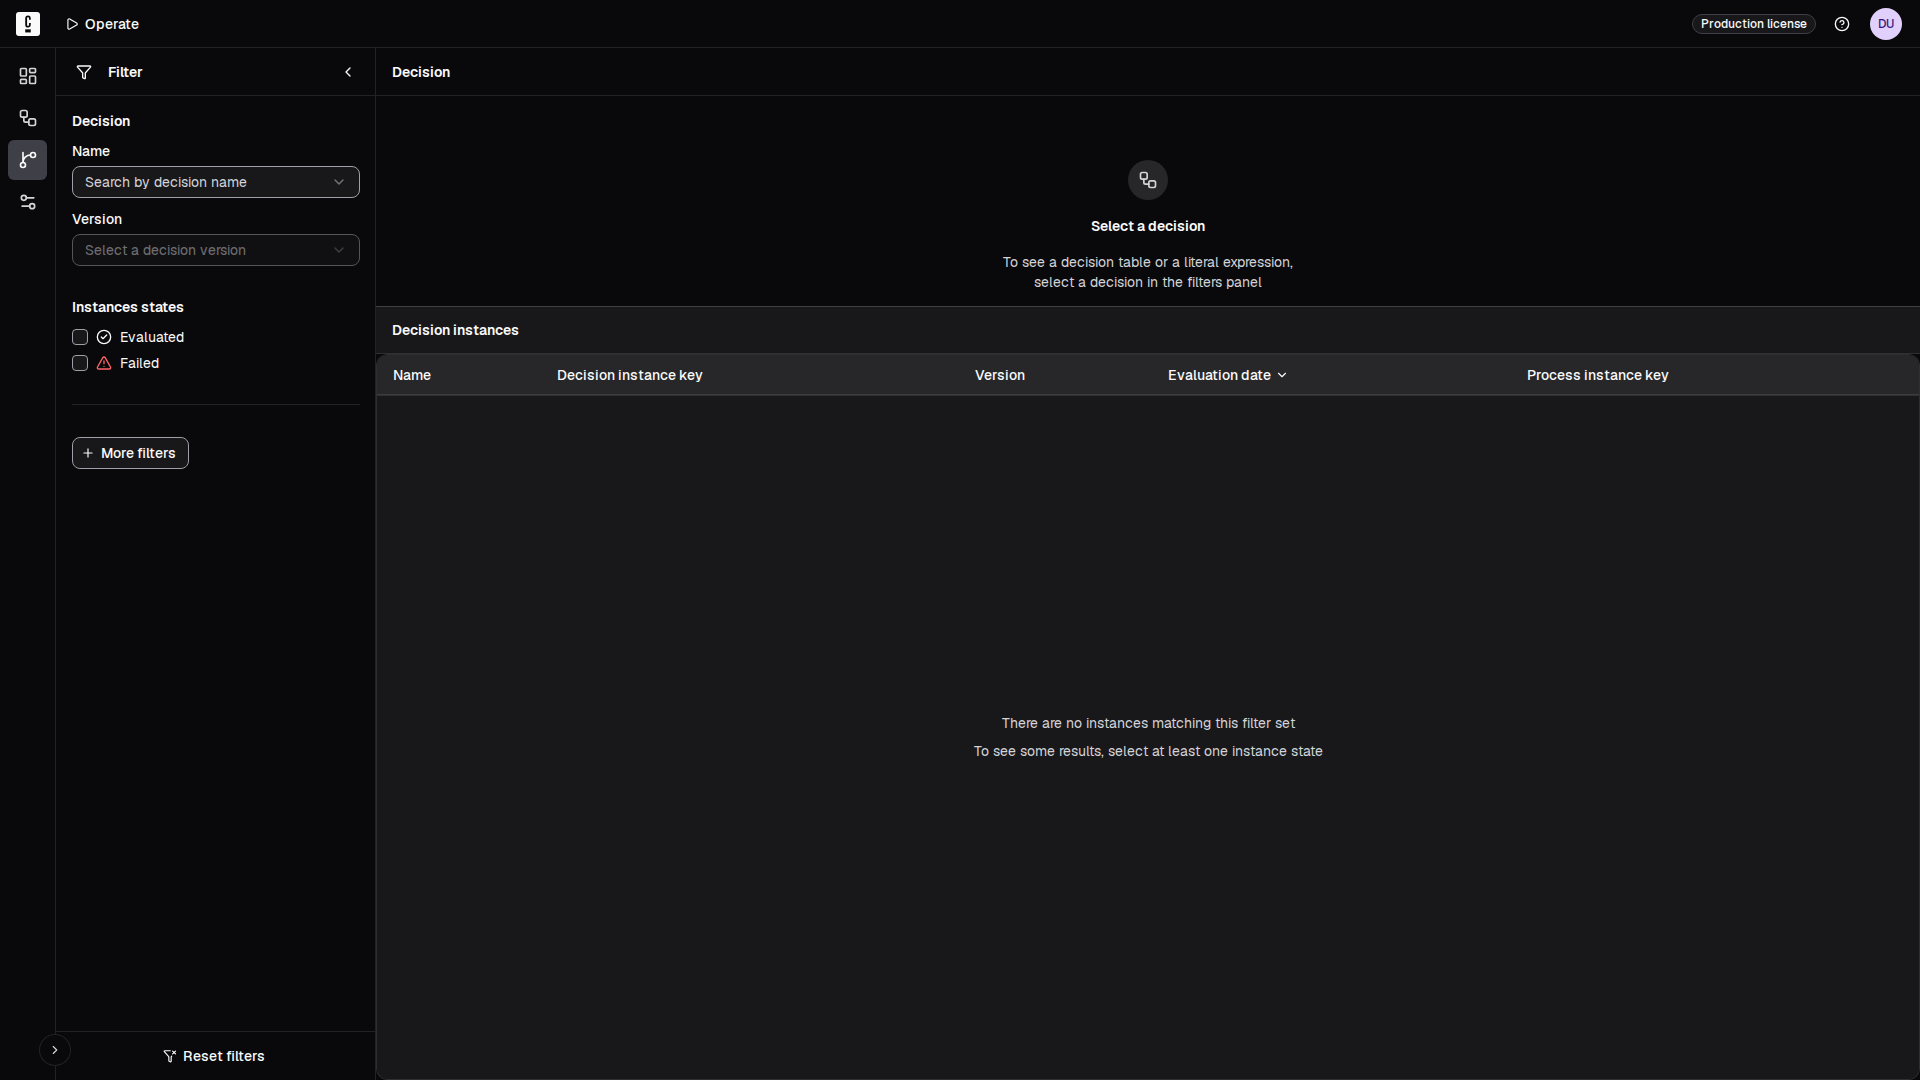 Operate
Production license
DU
Filter
Decision
Decision
Name
Search by decision name
Version
Select a decision version
Instances states
Evaluated
Failed
More filters
Reset filters
Select a decision
To see a decision table or a literal expression,
select a decision in the filters panel
Decision instances
Name Decision instance key Version Evaluation date Process instance key
There are no instances matching this filter set
To see some results, select at least one instance state